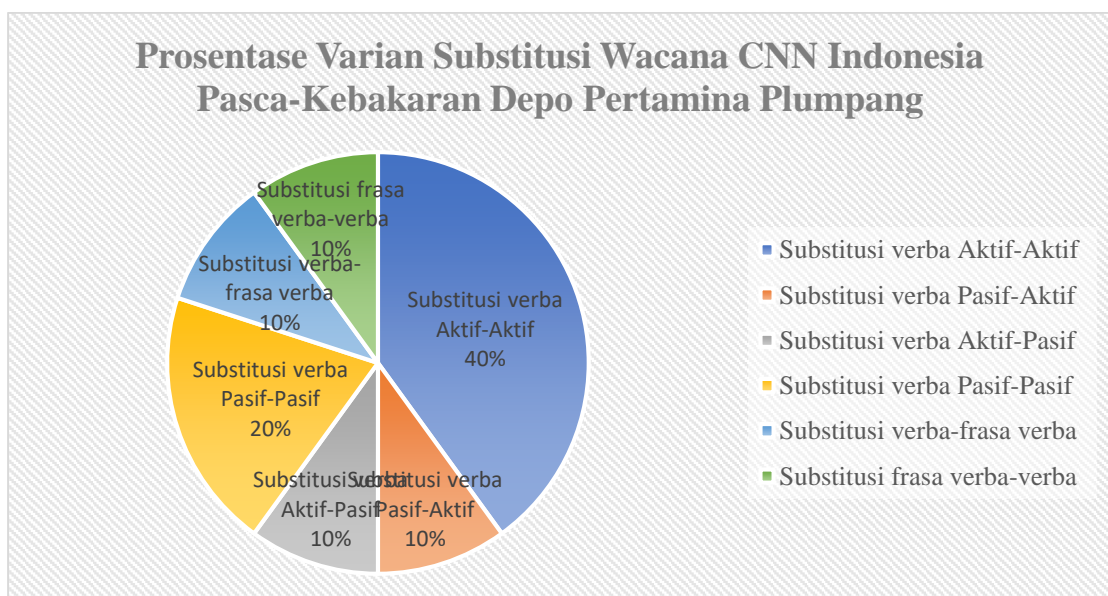 Prosentase Varian Substitusi Wacana CNN Indonesia
Pasca-Kebakaran Depo Pertamina Plumpang
Substitusi frasa
verba-verba
10%
Substitusi verba-
frasa verba
10%
Substitusi verba
Aktif-Aktif
40%
Substitusi verba
Pasif-Pasif
20%
Substitusi verba
Aktif-Pasif
10%
Substitusi verba
Pasif-Aktif
10%
Substitusi verba Aktif-Aktif
Substitusi verba Pasif-Aktif
Substitusi verba Aktif-Pasif
Substitusi verba Pasif-Pasif
Substitusi verba-frasa verba
Substitusi frasa verba-verba